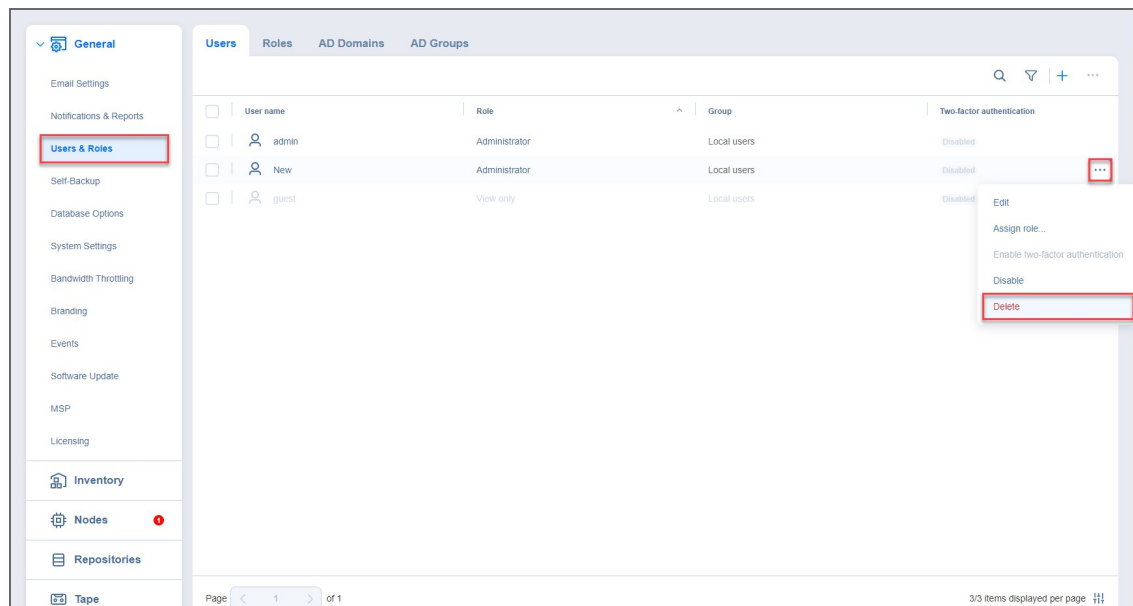 General
Email Settings
Notifications & Reports
Users & Roles
Self-Backup
Database Options
System Settings
Bandwidth Throttling
Branding
Events
Software Update
MSP
Licensing
Inventory
Nodes 1
Repositories
Tape
Users Roles AD Domains AD Groups
User name Role Group Two-factor authentication
admin Administrator Local users Disabled
New Administrator Local users Disabled
guest View only Local users Disabled
Edit
Assign role...
Enable two-factor authentication
Disable
Delete
Page 1 of 1 3/3 items displayed per page